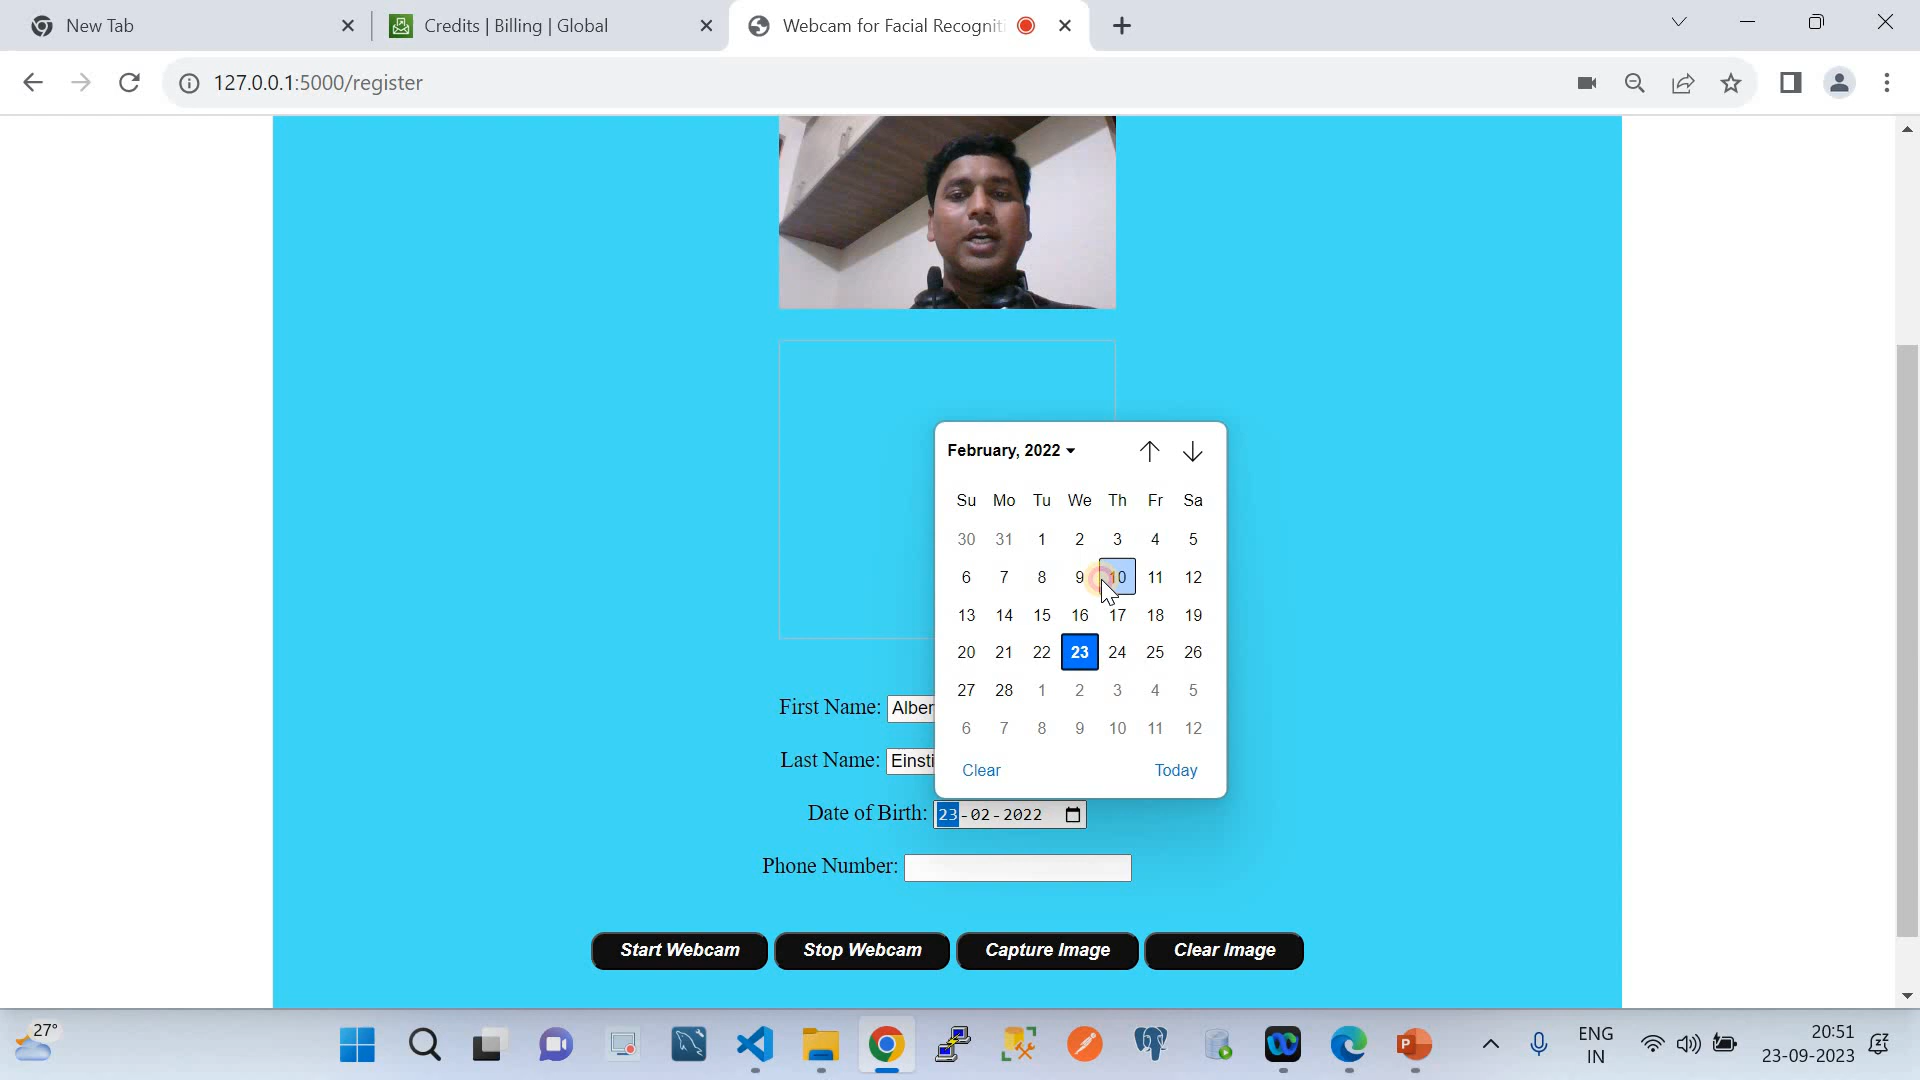 New Tab
Credits | Billing | Global
Webcam for Facial Recogniti
127.0.0.1:5000/register
February, 2022
Su Mo Tu We Th Fr Sa
30 31 1 2 3 4 5
6 7 8 9 10 11 12
13 14 15 16 17 18 19
20 21 22 23 24 25 26
27 28 1 2 3 4 5
6 7 8 9 10 11 12
Clear Today
First Name: Alber
Last Name: Einsti
Date of Birth: 23-02-2022
Phone Number:
Start Webcam Stop Webcam Capture Image Clear Image
27°
ENG
IN
20:51
23-09-2023